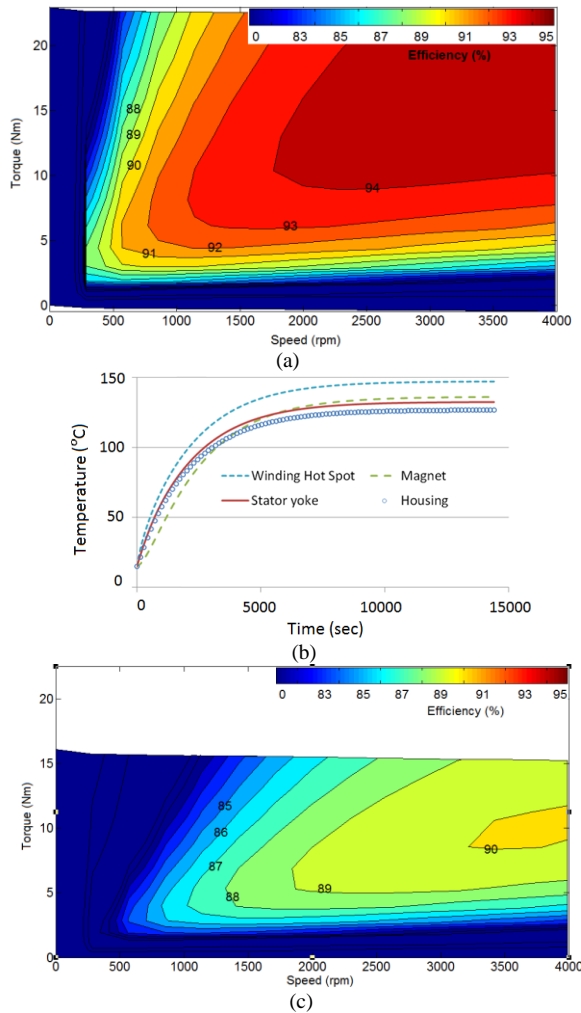 0 83 85 87 89 91 93 95
Efficiency (%)
20
15
10
5
0
Torque (Nm)
88
89
90
91
92
93
94
0 500 1000 1500 2000 2500 3000 3500 4000
Speed (rpm)
(a)
150
100
50
0
Temperature (°C)
Winding Hot Spot
Magnet
Stator yoke
Housing
0 5000 10000 15000
Time (sec)
(b)
0 83 85 87 89 91 93 95
Efficiency (%)
20
15
10
5
0
Torque (Nm)
85
86
87
88
89
90
0 500 1000 1500 2000 2500 3000 3500 4000
Speed (rpm)
(c)